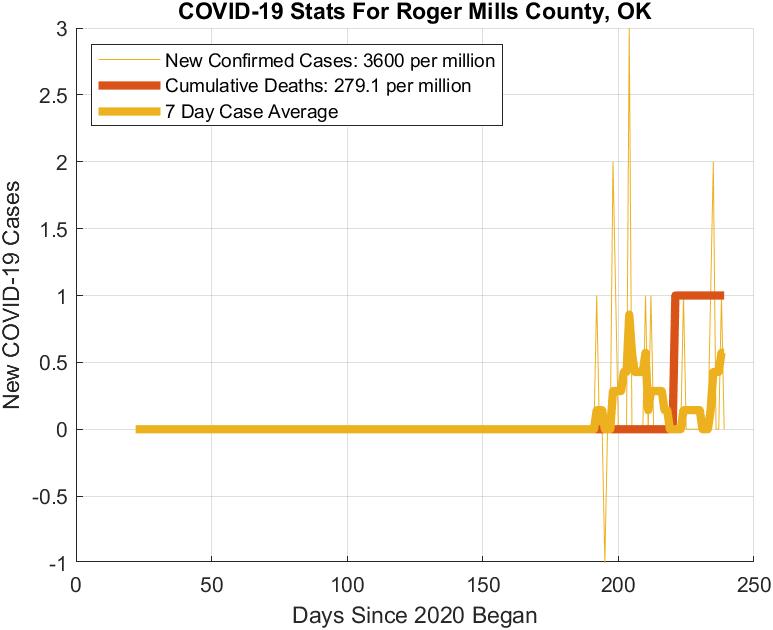 COVID-19 Stats For Roger Mills County, OK
New Confirmed Cases: 3600 per million
Cumulative Deaths: 279.1 per million
7 Day Case Average
New COVID-19 Cases
3
2.5
2
1.5
1
0.5
0
-0.5
-1
0 50 100 150 200 250
Days Since 2020 Began